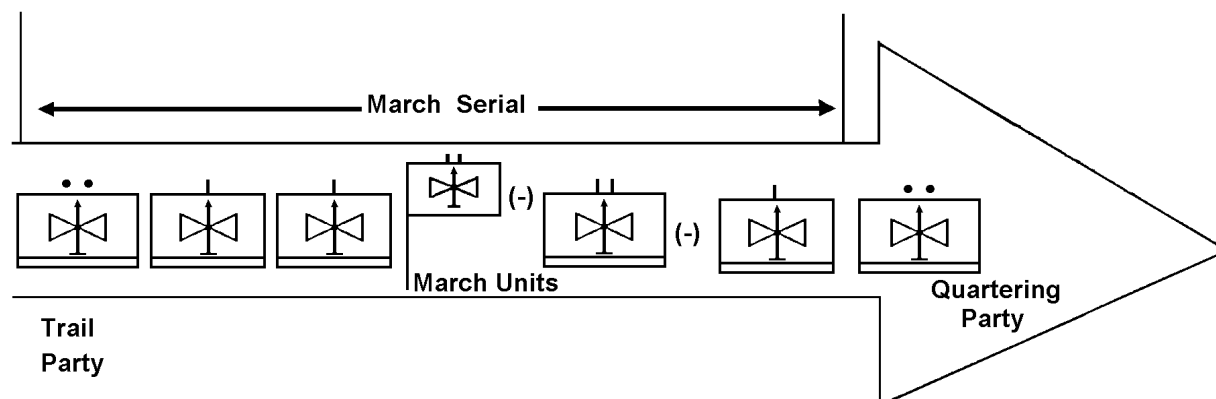 March Serial
(-)
(-)
March Units
Quartering
Party
Trail
Party